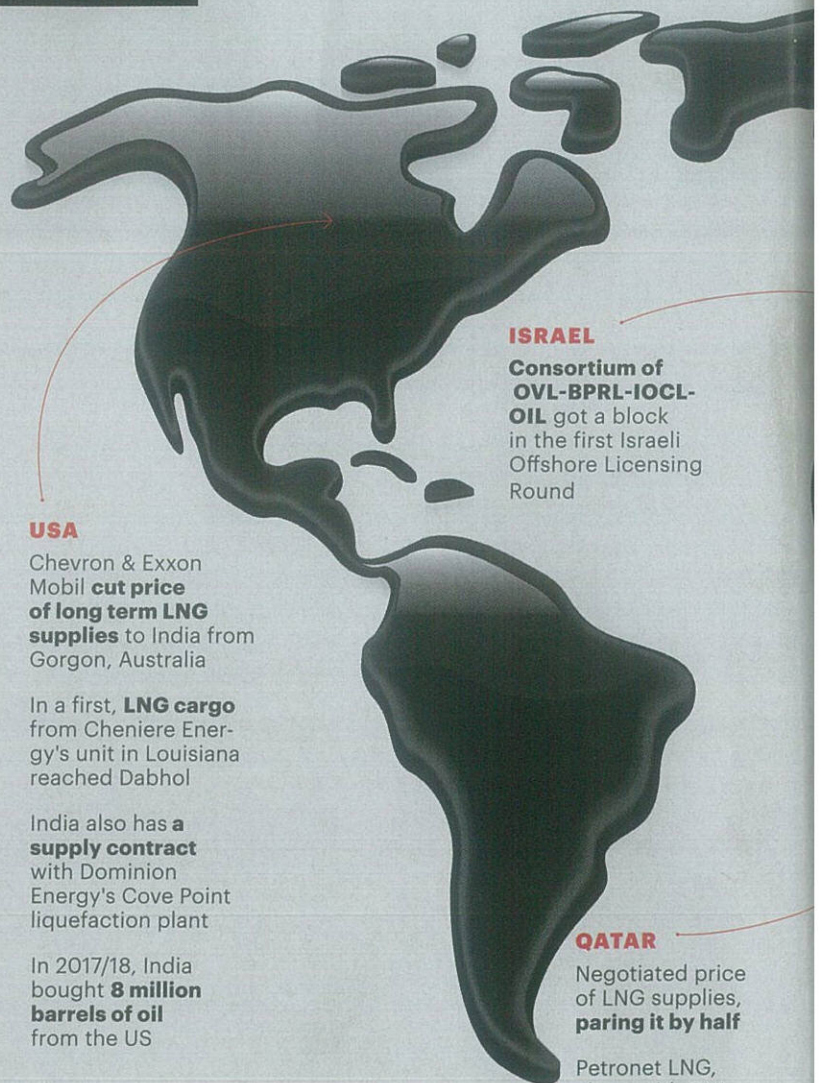 USA
Chevron & Exxon
Mobil cut price
of long term LNG
supplies to India from
Gorgon, Australia
In a first, LNG cargo
from Cheniere Ener-
gy's unit in Louisiana
reached Dabhol
India also has a
supply contract
with Dominion
Energy's Cove Point
liquefaction plant
In 2017/18, India
bought 8 million
barrels of oil
from the US
ISRAEL
Consortium of
OVL-BPRL-IOCL-
OIL got a block
in the first Israeli
Offshore Licensing
Round
QATAR
Negotiated price
of LNG supplies,
paring it by half
Petronet LNG,